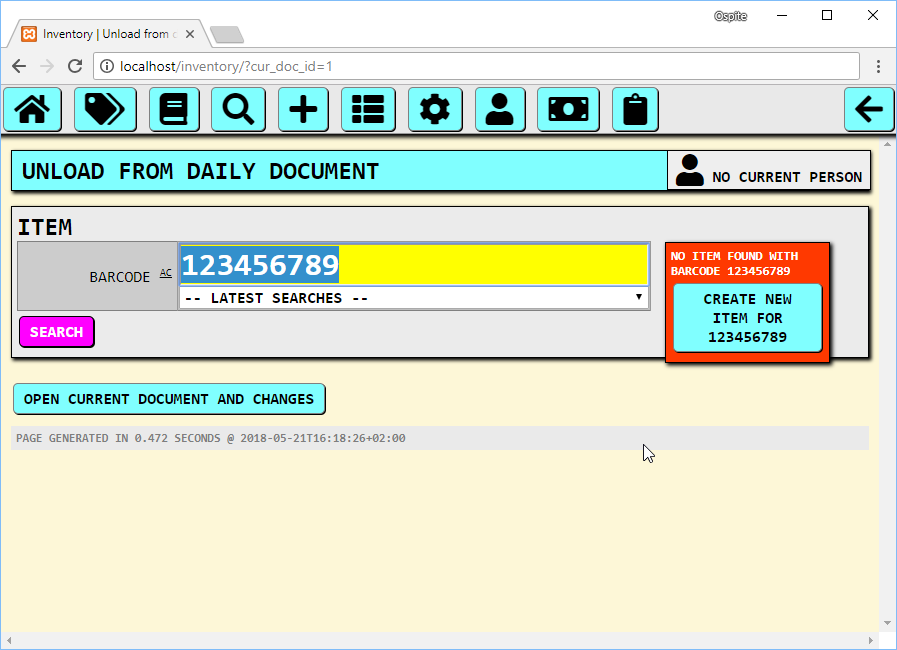 Ospite
Inventory | Unload from
localhost/inventory/?cur_doc_id=1
UNLOAD FROM DAILY DOCUMENT
NO CURRENT PERSON
ITEM
BARCODE AC
123456789
-- LATEST SEARCHES --
SEARCH
NO ITEM FOUND WITH
BARCODE 123456789
CREATE NEW
ITEM FOR
123456789
OPEN CURRENT DOCUMENT AND CHANGES
PAGE GENERATED IN 0.472 SECONDS @ 2018-05-21T16:18:26+02:00